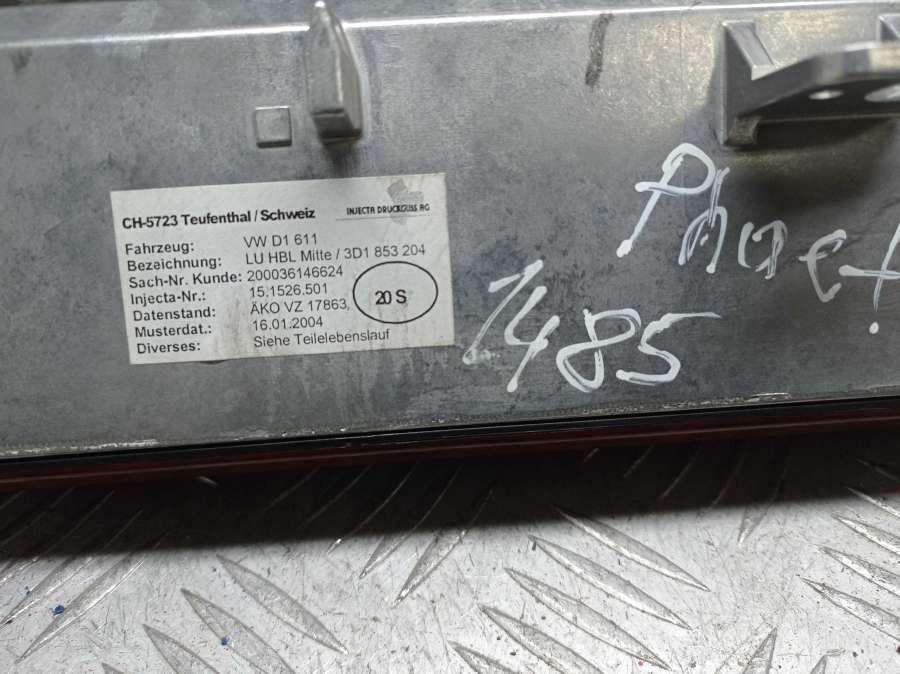 CH-5723 Teufenthal / Schweiz INJECTA DRUCKGUSS AG
Fahrzeug: VW D1 611
Bezeichnung: LU HBL Mitte / 3D1 853 204
Sach-Nr. Kunde: 200036146624
Injecta-Nr.: 15.1526.501
Datenstand: ÄKO VZ 17863, 20 S
Musterdat.: 16.01.2004
Diverses: Siehe Teilelebenslauf
1485